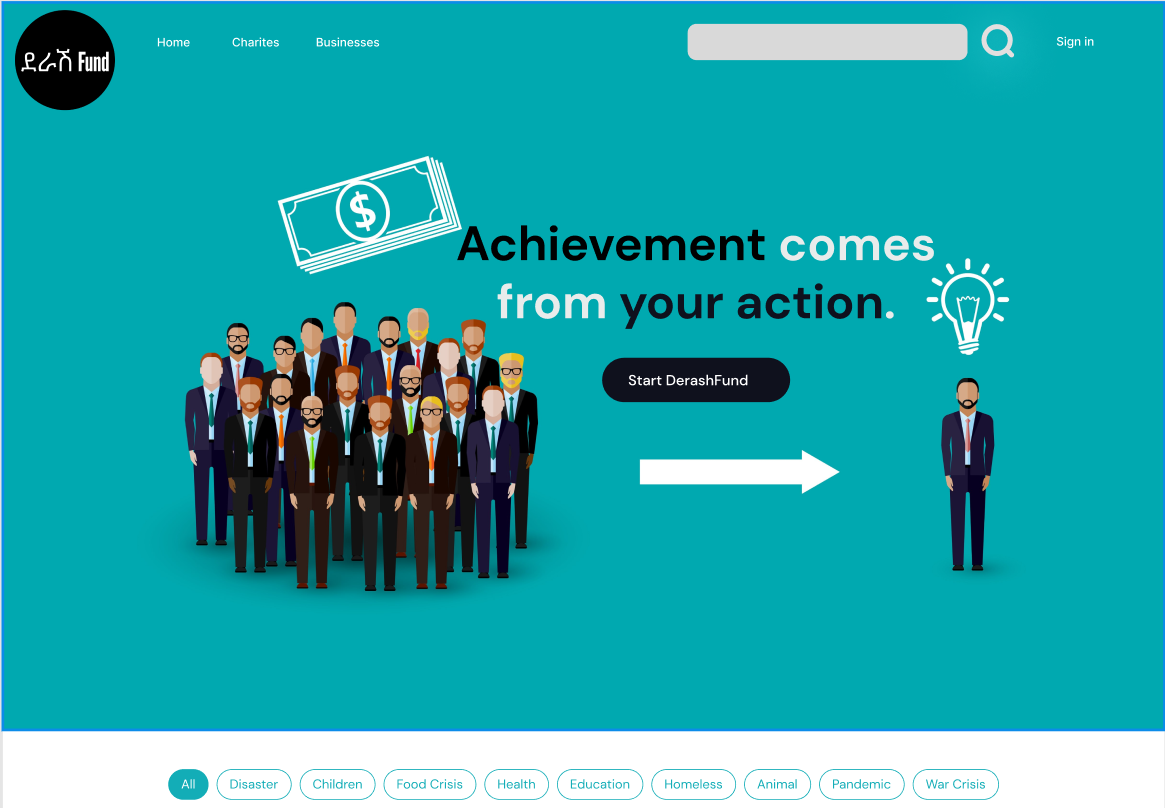 ደራሽ Fund
Home
Charites
Businesses
Sign in
$
Achievement comes
from your action.
Start DerashFund
All
Disaster
Children
Food Crisis
Health
Education
Homeless
Animal
Pandemic
War Crisis